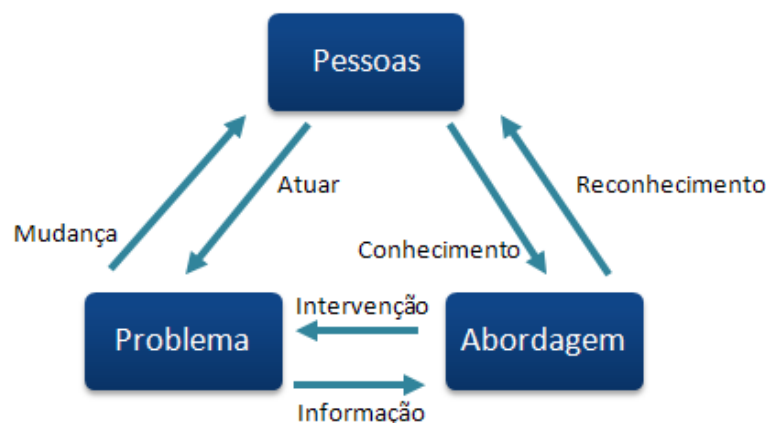 Pessoas
Atuar
Reconhecimento
Mudança
Conhecimento
Intervenção
Problema
Abordagem
Informação